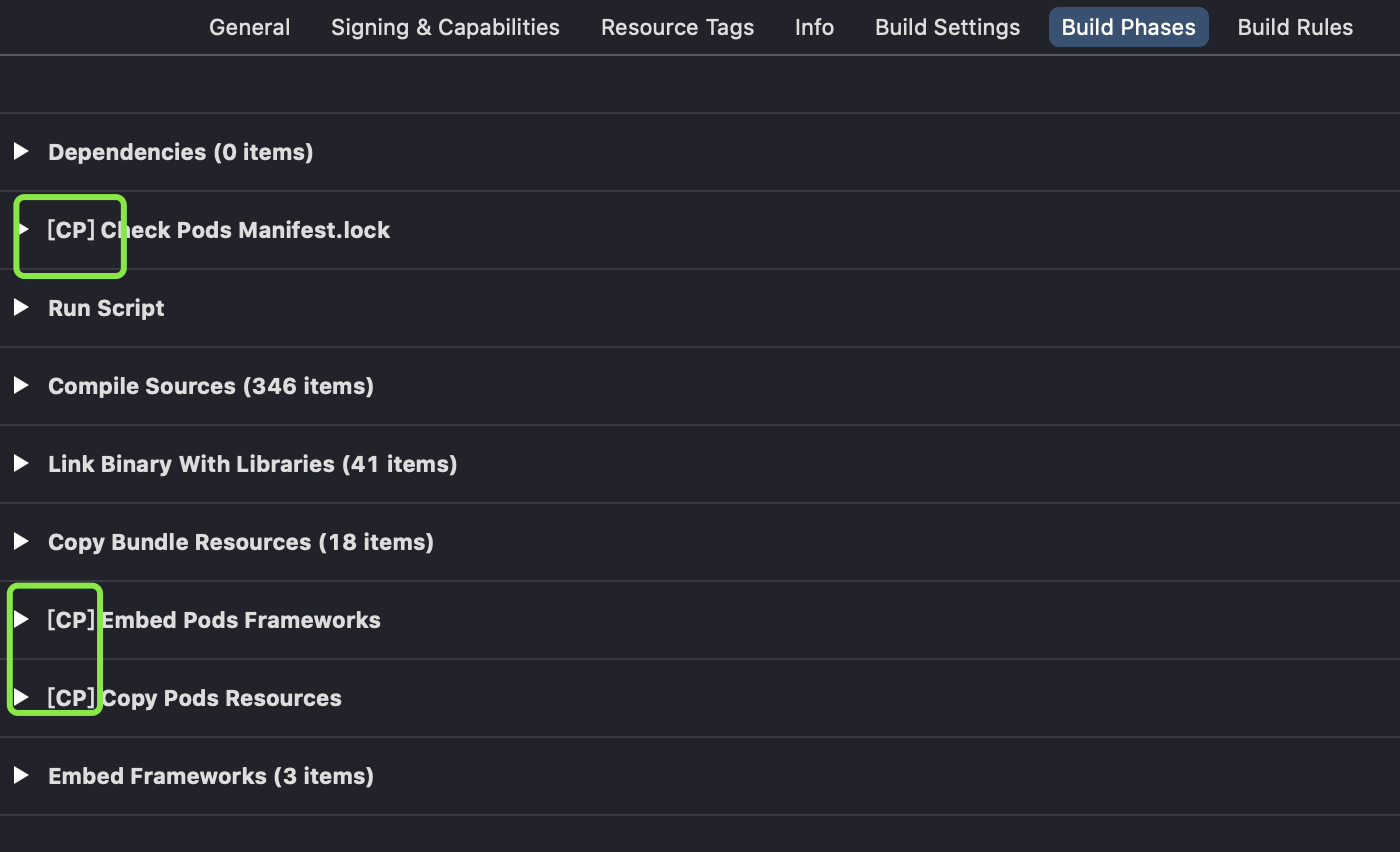 General Signing & Capabilities Resource Tags Info Build Settings Build Phases Build Rules
Dependencies (0 items)
[CP] Check Pods Manifest.lock
Run Script
Compile Sources (346 items)
Link Binary With Libraries (41 items)
Copy Bundle Resources (18 items)
[CP] Embed Pods Frameworks
[CP] Copy Pods Resources
Embed Frameworks (3 items)